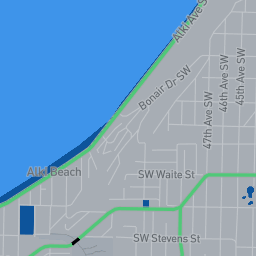 Alki Ave S
Bonair Dr SW
45th Ave SW
46th Ave SW
47th Ave SW
Alki Beach
SW Waite St
SW Stevens St